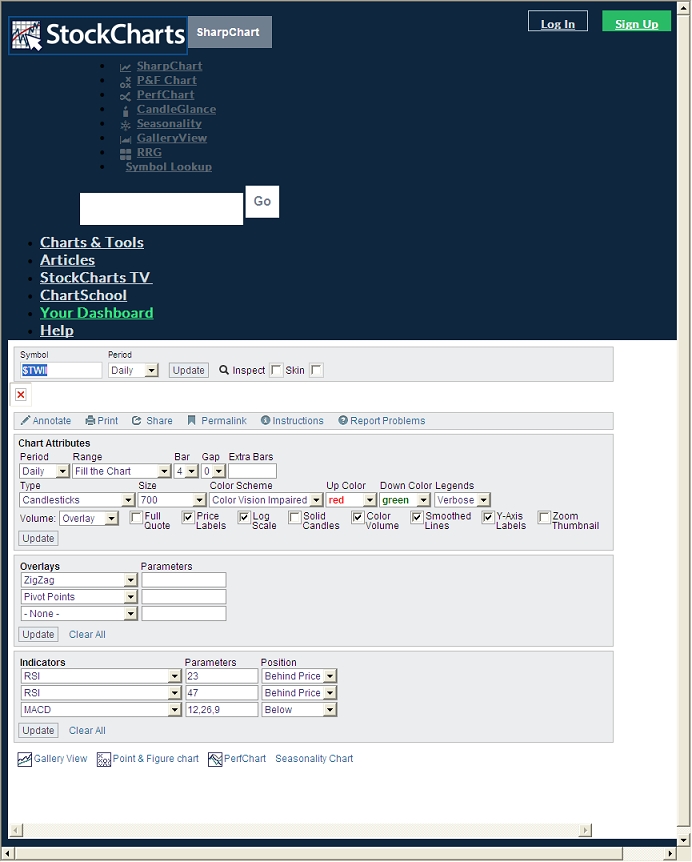 StockCharts SharpChart Log In Sign Up
SharpChart
P&F Chart
PerfChart
CandleGlance
Seasonality
GalleryView
RRG
Symbol Lookup
Go
Charts & Tools
Articles
StockCharts TV
ChartSchool
Your Dashboard
Help
Symbol Period
$TWII Daily Update Inspect Skin
Annotate Print Share Permalink Instructions Report Problems
Chart Attributes
Period Range Bar Gap Extra Bars
Daily Fill the Chart 4 0
Type Size Color Scheme Up Color Down Color Legends
Candlesticks 700 Color Vision Impaired red green Verbose
Volume: Overlay Full Quote Price Labels Log Scale Solid Candles Color Volume Smoothed Lines Y-Axis Labels Zoom Thumbnail
Update
Overlays Parameters
ZigZag
Pivot Points
- None -
Update Clear All
Indicators Parameters Position
RSI 23 Behind Price
RSI 47 Behind Price
MACD 12,26,9 Below
Update Clear All
Gallery View Point & Figure chart PerfChart Seasonality Chart